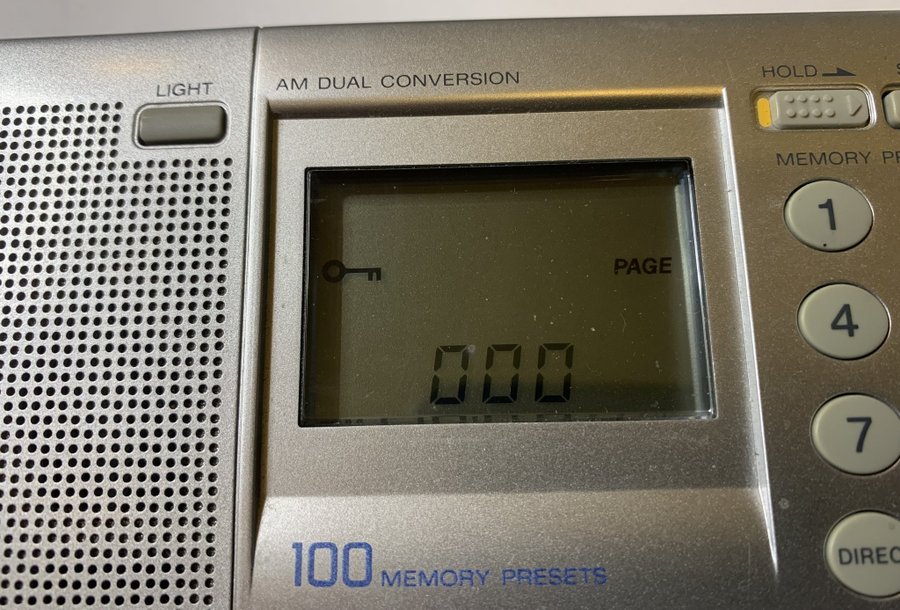 LIGHT
AM DUAL CONVERSION
HOLD
MEMORY
PAGE
000
1
4
7
100 MEMORY PRESETS